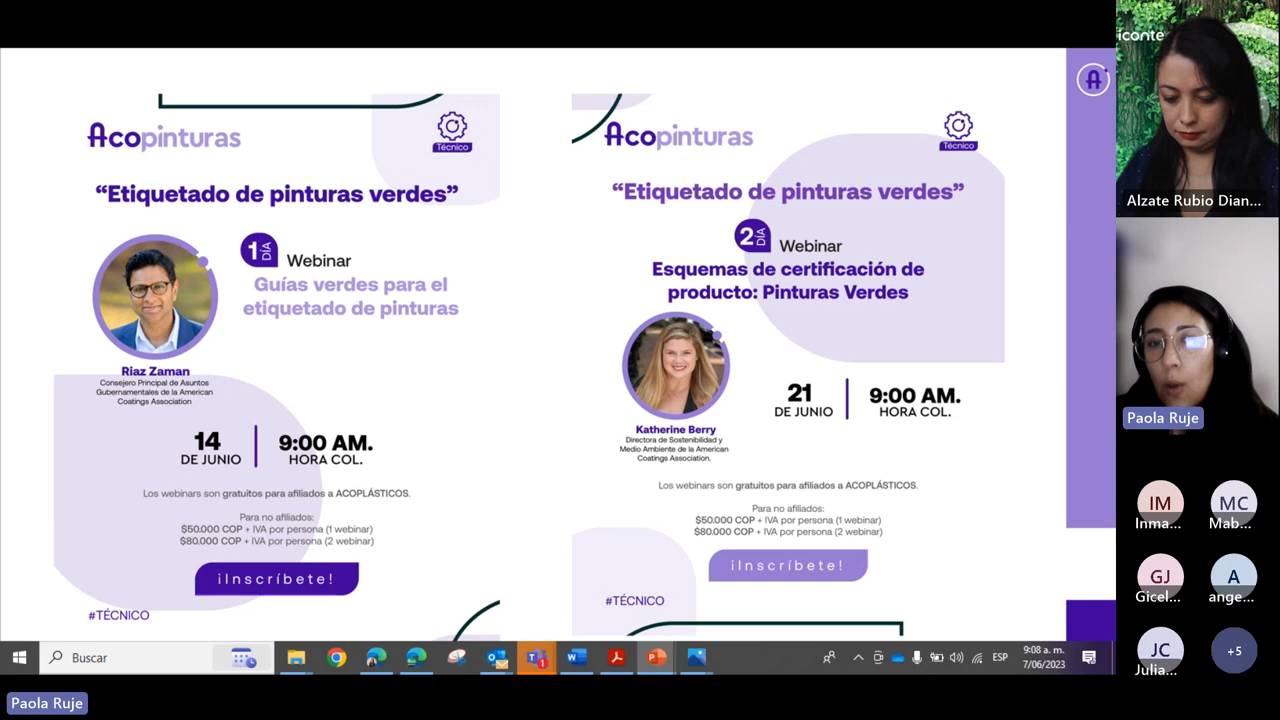 Acopinturas
Técnico
“Etiquetado de pinturas verdes”
1 DÍA
Webinar
Guías verdes para el
etiquetado de pinturas
Riaz Zaman
Consejero Principal de Asuntos
Gubernamentales de la American
Coatings Association
14
DE JUNIO
9:00 AM.
HORA COL.
Los webinars son gratuitos para afiliados a ACOPLÁSTICOS.
Para no afiliados:
$50.000 COP + IVA por persona (1 webinar)
$80.000 COP + IVA por persona (2 webinar)
¡Inscríbete!
#TÉCNICO
Acopinturas
Técnico
“Etiquetado de pinturas verdes”
2 DÍA
Webinar
Esquemas de certificación de
producto: Pinturas Verdes
Katherine Berry
Directora de Sostenibilidad y
Medio Ambiente de la American
Coatings Association.
21
DE JUNIO
9:00 AM.
HORA COL.
Los webinars son gratuitos para afiliados a ACOPLÁSTICOS.
Para no afiliados:
$50.000 COP + IVA por persona (1 webinar)
$80.000 COP + IVA por persona (2 webinar)
¡Inscríbete!
#TÉCNICO
A
iconte
Alzate Rubio Dian...
Paola Ruje
IM
Inma...
MC
Mab...
GJ
Gicel...
A
ange...
JC
Julia...
+5
Buscar
1
ESP
9:08 a. m.
7/06/2023
Paola Ruje